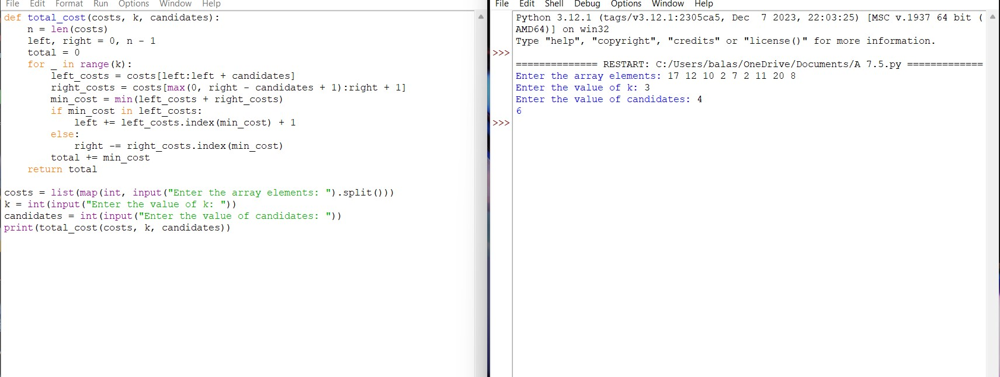 File Edit Format Run Options Window Help
def total_cost(costs, k, candidates):
    n = len(costs)
    left, right = 0, n - 1
    total = 0
    for _ in range(k):
        left_costs = costs[left:left + candidates]
        right_costs = costs[max(0, right - candidates + 1):right + 1]
        min_cost = min(left_costs + right_costs)
        if min_cost in left_costs:
            left += left_costs.index(min_cost) + 1
        else:
            right -= right_costs.index(min_cost)
        total += min_cost
    return total
costs = list(map(int, input("Enter the array elements: ").split()))
k = int(input("Enter the value of k: "))
candidates = int(input("Enter the value of candidates: "))
print(total_cost(costs, k, candidates))
File Edit Shell Debug Options Window Help
Python 3.12.1 (tags/v3.12.1:2305ca5, Dec  7 2023, 22:03:25) [MSC v.1937 64 bit (
AMD64)] on win32
Type "help", "copyright", "credits" or "license()" for more information.
>>>
============== RESTART: C:/Users/balas/OneDrive/Documents/A 7.5.py =============
Enter the array elements: 17 12 10 2 7 2 11 20 8
Enter the value of k: 3
Enter the value of candidates: 4
6
>>>